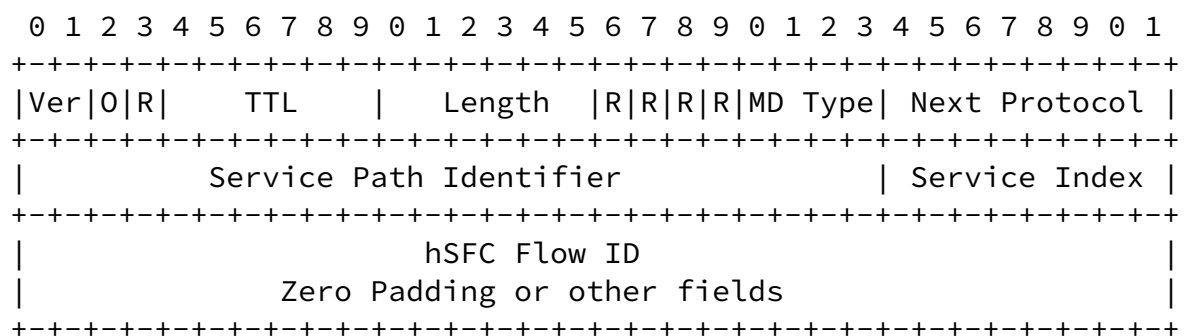 0 1 2 3 4 5 6 7 8 9 0 1 2 3 4 5 6 7 8 9 0 1 2 3 4 5 6 7 8 9 0 1
+-+-+-+-+-+-+-+-+-+-+-+-+-+-+-+-+-+-+-+-+-+-+-+-+-+-+-+-+-+-+-+-+
|Ver|O|R|    TTL    |   Length  |R|R|R|R|MD Type| Next Protocol |
+-+-+-+-+-+-+-+-+-+-+-+-+-+-+-+-+-+-+-+-+-+-+-+-+-+-+-+-+-+-+-+-+
|          Service Path Identifier              | Service Index |
+-+-+-+-+-+-+-+-+-+-+-+-+-+-+-+-+-+-+-+-+-+-+-+-+-+-+-+-+-+-+-+-+
|                      hSFC Flow ID                             |
|              Zero Padding or other fields                     |
+-+-+-+-+-+-+-+-+-+-+-+-+-+-+-+-+-+-+-+-+-+-+-+-+-+-+-+-+-+-+-+-+